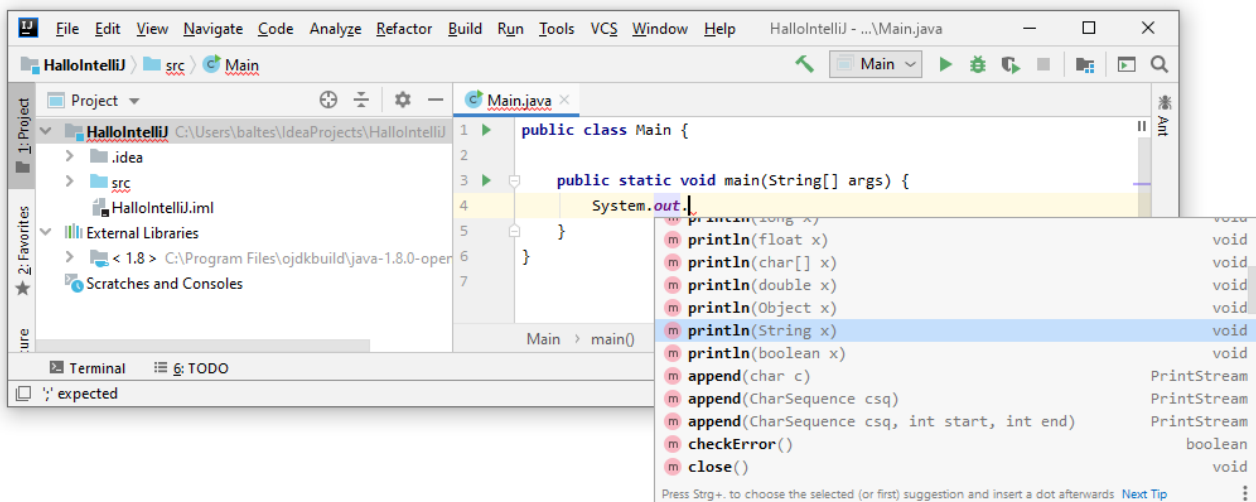 File Edit View Navigate Code Analyze Refactor Build Run Tools VCS Window Help HalloIntelliJ - ...\Main.java
HalloIntelliJ src Main
Main
Project
Main.java
1: Project
2: Favorites
Ant
HalloIntelliJ C:\Users\baltes\IdeaProjects\HalloIntelliJ
.idea
src
HalloIntelliJ.iml
External Libraries
< 1.8 > C:\Program Files\ojdkbuild\java-1.8.0-oper
Scratches and Consoles
1 public class Main {
2
3 public static void main(String[] args) {
4 System.out.
5 }
6 }
7
println(long x) void
println(float x) void
println(char[] x) void
println(double x) void
println(Object x) void
println(String x) void
println(boolean x) void
append(char c) PrintStream
append(CharSequence csq) PrintStream
append(CharSequence csq, int start, int end) PrintStream
checkError() boolean
close() void
Press Strg+. to choose the selected (or first) suggestion and insert a dot afterwards Next Tip
Main > main()
Terminal 6: TODO
';' expected